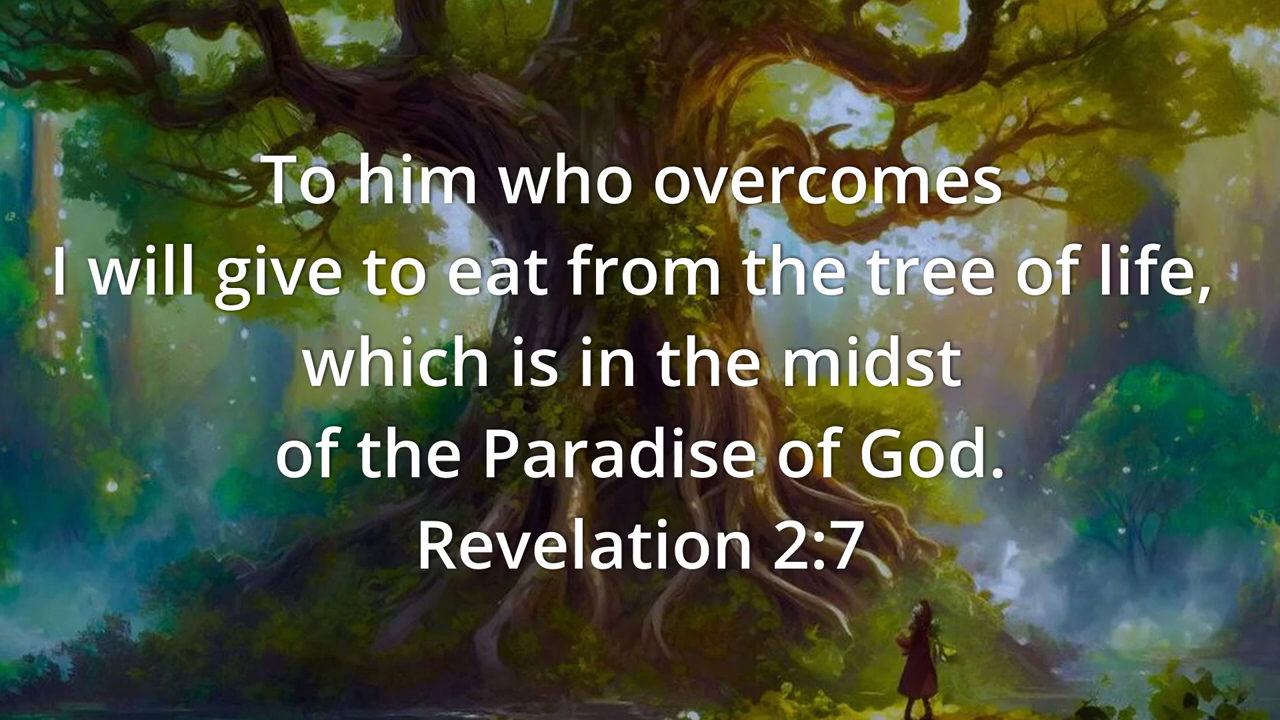 To him who overcomes
I will give to eat from the tree of life,
which is in the midst
of the Paradise of God.
Revelation 2:7